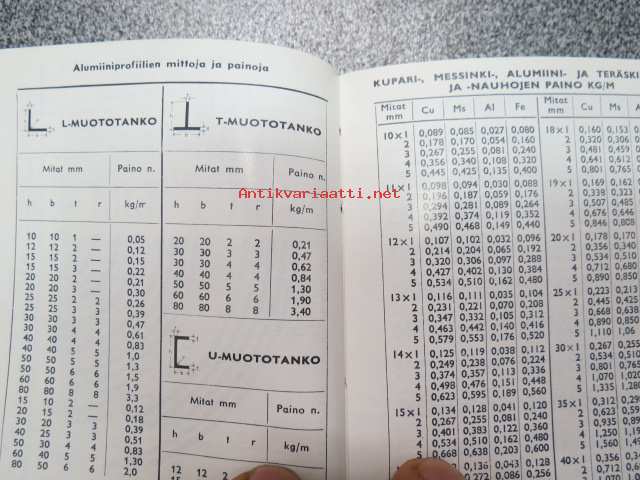 Alumiiniprofiilien mittoja ja painoja
L-MUOTOTANKO
Mitat mm Paino n.
h b t r kg/m
10 10 1 — 0,05
12 12 2 — 0,12
15 15 2 — 0,15
15 15 3 — 0,22
20 20 2 — 0,21
20 20 3 — 0,30
25 25 2 2 0,26
25 25 3 3 0,39
30 30 3 3 0,47
30 30 4 4 0,61
40 40 4 4 0,83
40 40 5 5 1,0
50 50 5 5 1,3
50 50 6 6 1,5
60 60 6 6 1,8
80 80 8 8 3,3
15 10 2 — 0,12
20 15 2 — 0,18
40 20 3 3 0,39
40 30 3 3 0,51
60 40 5 5 0,83
60 50 5 5 1,30
80 50 6 6 2,0
T-MUOTOTANKO
Mitat mm Paino n.
h b t r kg/m
20 20 2 2 0,21
30 30 3 3 0,47
30 30 4 4 0,62
40 40 4 4 0,84
50 50 5 5 1,30
60 60 6 6 1,90
80 80 8 8 3,40
U-MUOTOTANKO
Mitat mm Paino n.
h b t r kg/m
12 12
15
KUPARI-, MESSINKI-, ALUMIINI- JA TERÄSKI
JA -NAUHOJEN PAINO KG/M
Mitat mm Cu Ms Al Fe
10×1 0,089 0,085 0,027 0,080
2 0,178 0,170 0,054 0,160
3 0,267 0,255 0,081 0,240
4 0,356 0,340 0,108 0,320
5 0,445 0,425 0,135 0,400
11×1 0,098 0,094 0,030 0,088
2 0,196 0,187 0,059 0,176
3 0,294 0,281 0,089 0,264
4 0,392 0,374 0,119 0,352
5 0,490 0,468 0,149 0,440
12×1 0,107 0,102 0,032 0,096
2 0,214 0,204 0,065 0,192
3 0,320 0,306 0,097 0,288
4 0,427 0,402 0,130 0,384
5 0,534 0,510 0,162 0,480
13×1 0,116 0,111 0,035 0,104
2 0,231 0,221 0,070 0,208
3 0,347 0,332 0,105 0,312
4 0,463 0,442 0,140 0,416
5 0,579 0,553 0,176 0,520
14×1 0,125 0,119 0,038 0,112
2 0,249 0,238 0,076 0,224
3 0,374 0,357 0,113 0,336
4 0,498 0,476 0,151 0,448
5 0,623 0,595 0,189 0,560
15×1 0,134 0,128 0,041 0,120
2 0,267 0,255 0,081 0,240
3 0,401 0,383 0,122 0,360
4 0,534 0,510 0,162 0,480
5 0,668 0,638 0,203 0,600
0,136 0,043 0,128
0,272 0,086 0,256
Mitat mm Cu Ms A
18×1 0,160 0,153
2 0,320 0,306
3 0,481 0,459
4 0,641 0,612
5 0,801 0,765
19×1 0,169 0,162
2 0,338 0,323
3 0,507 0,485
4 0,676 0,646
5 0,846 0,808
20×1 0,178 0,170
2 0,356 0,340
3 0,534
4 0,712 0,680
5 0,890 0,850
25×1 0,223 0,213
2 0,445 0,425
3 0,668 0,638
4 0,890 0,850
5 1,110 1,06
30×1 0,267 0,255
2 0,534 0,510
3 0,801 0,765
4 1,070 1,020
5 1,335
35×1 0,312
2 0,623
3 0,935
4 1,250
5 1,560
40×1
2
Antikvariaatti.net